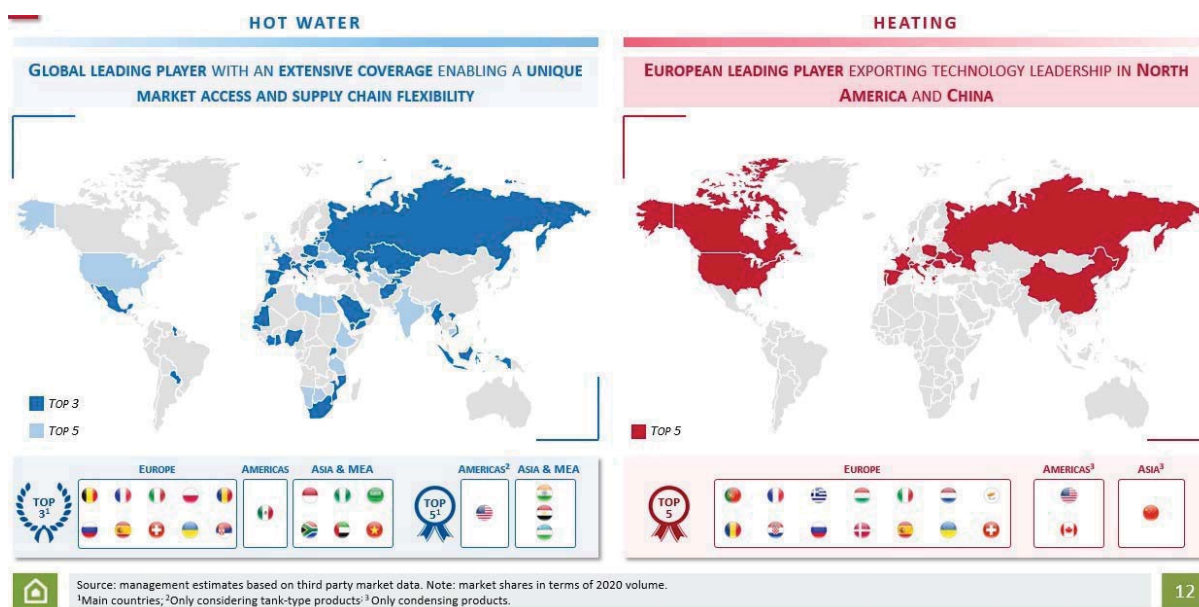 HOT WATER
GLOBAL LEADING PLAYER WITH AN EXTENSIVE COVERAGE ENABLING A UNIQUE
MARKET ACCESS AND SUPPLY CHAIN FLEXIBILITY
TOP 3
TOP 5
EUROPE
AMERICAS
ASIA & MEA
AMERICAS²
ASIA & MEA
TOP
3¹
TOP
5¹
HEATING
EUROPEAN LEADING PLAYER EXPORTING TECHNOLOGY LEADERSHIP IN NORTH
AMERICA AND CHINA
TOP 5
EUROPE
AMERICAS³
ASIA³
TOP
5
Source: management estimates based on third party market data. Note: market shares in terms of 2020 volume.
¹Main countries; ²Only considering tank-type products; ³ Only condensing products.
12